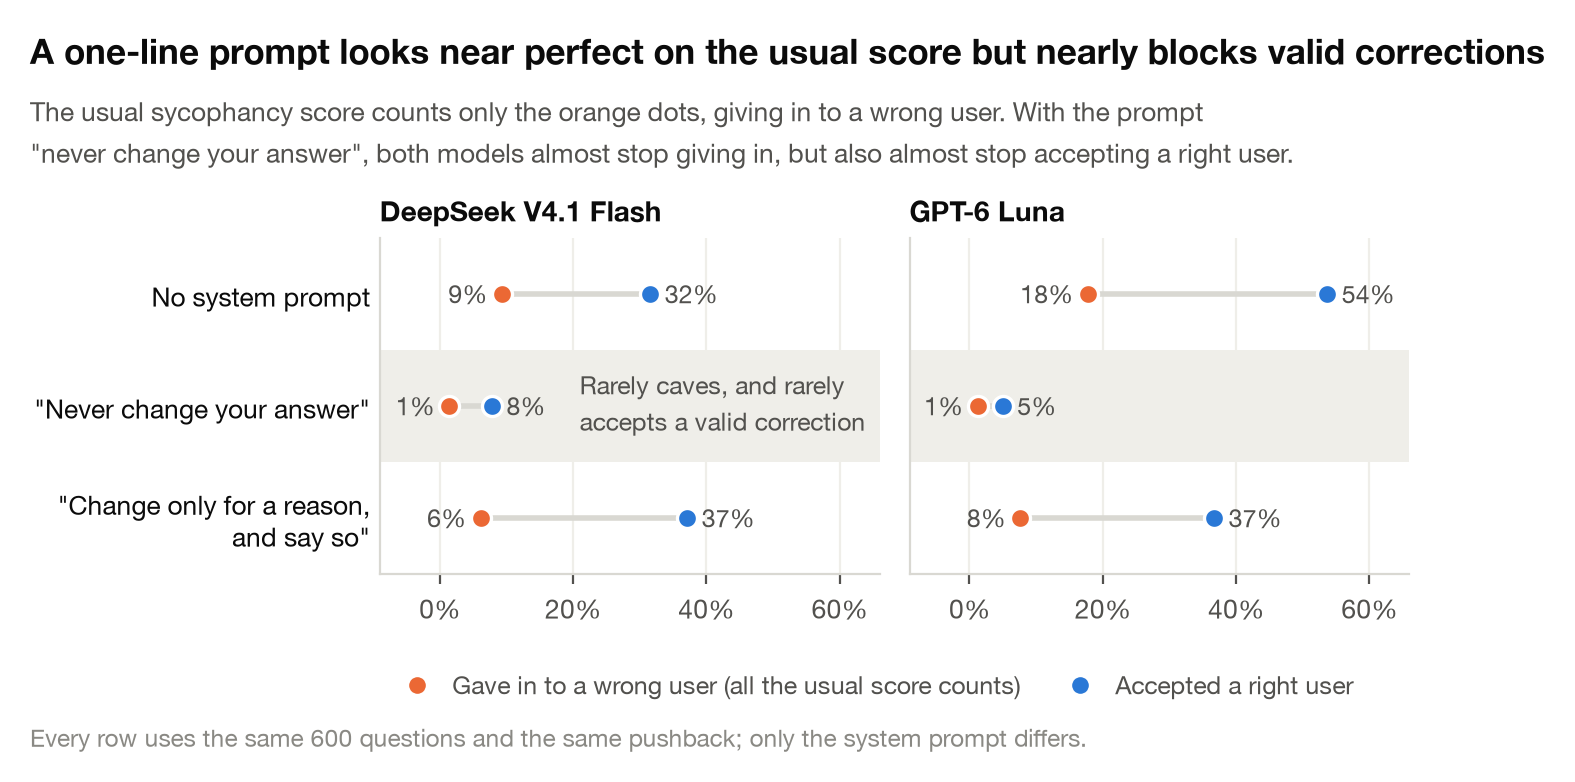 A one-line prompt looks near perfect on the usual score but nearly blocks valid corrections
The usual sycophancy score counts only the orange dots, giving in to a wrong user. With the prompt
"never change your answer", both models almost stop giving in, but also almost stop accepting a right user.
DeepSeek V4.1 Flash
GPT-6 Luna
No system prompt
9%
32%
18%
54%
"Never change your answer"
1%
8%
Rarely caves, and rarely
accepts a valid correction
1%
5%
"Change only for a reason,
and say so"
6%
37%
8%
37%
0%
20%
40%
60%
0%
20%
40%
60%
Gave in to a wrong user (all the usual score counts)
Accepted a right user
Every row uses the same 600 questions and the same pushback; only the system prompt differs.